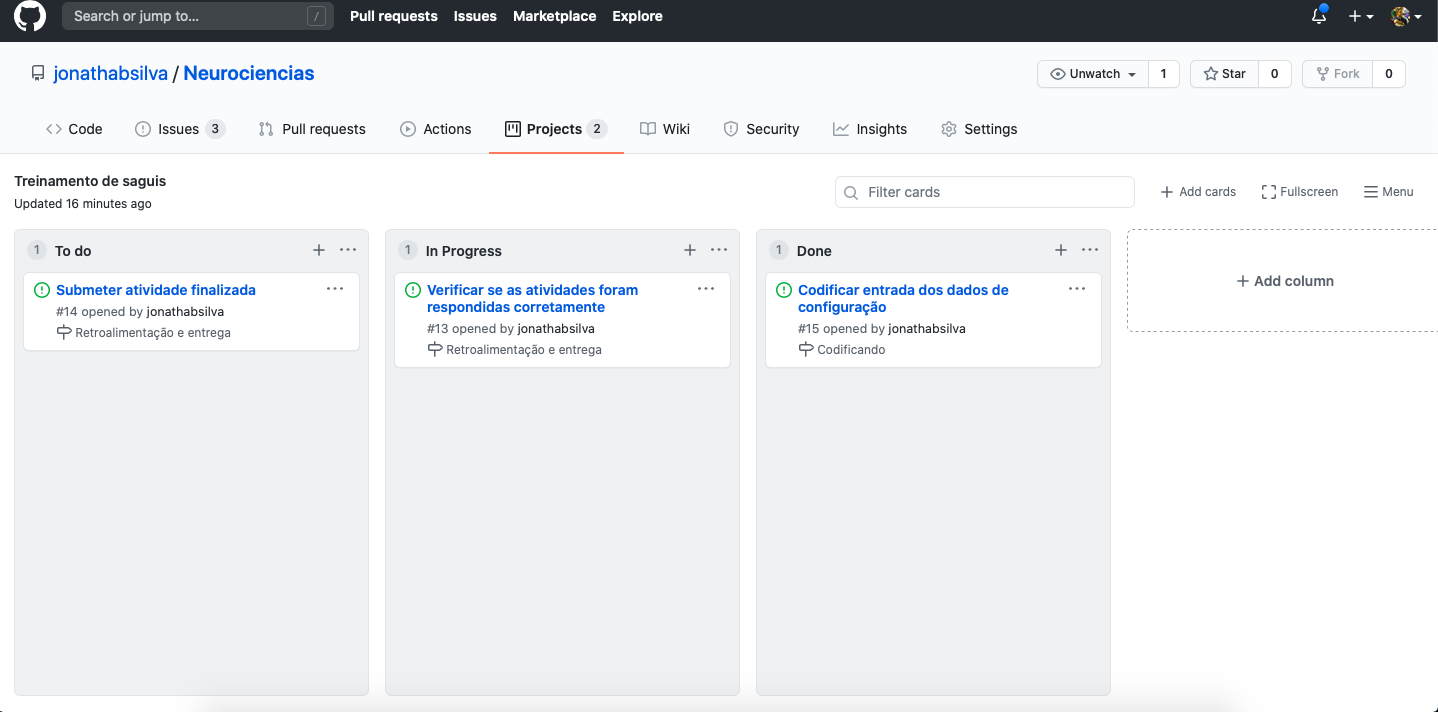 Search or jump to... /
Pull requests Issues Marketplace Explore
jonathabsilva / Neurociencias
Unwatch 1 Star 0 Fork 0
Code Issues 3 Pull requests Actions Projects 2 Wiki Security Insights Settings
Treinamento de saguis
Updated 16 minutes ago
Filter cards
Add cards Fullscreen Menu
1 To do
Submeter atividade finalizada
#14 opened by jonathabsilva
Retroalimentação e entrega
1 In Progress
Verificar se as atividades foram
respondidas corretamente
#13 opened by jonathabsilva
Retroalimentação e entrega
1 Done
Codificar entrada dos dados de
configuração
#15 opened by jonathabsilva
Codificando
Add column